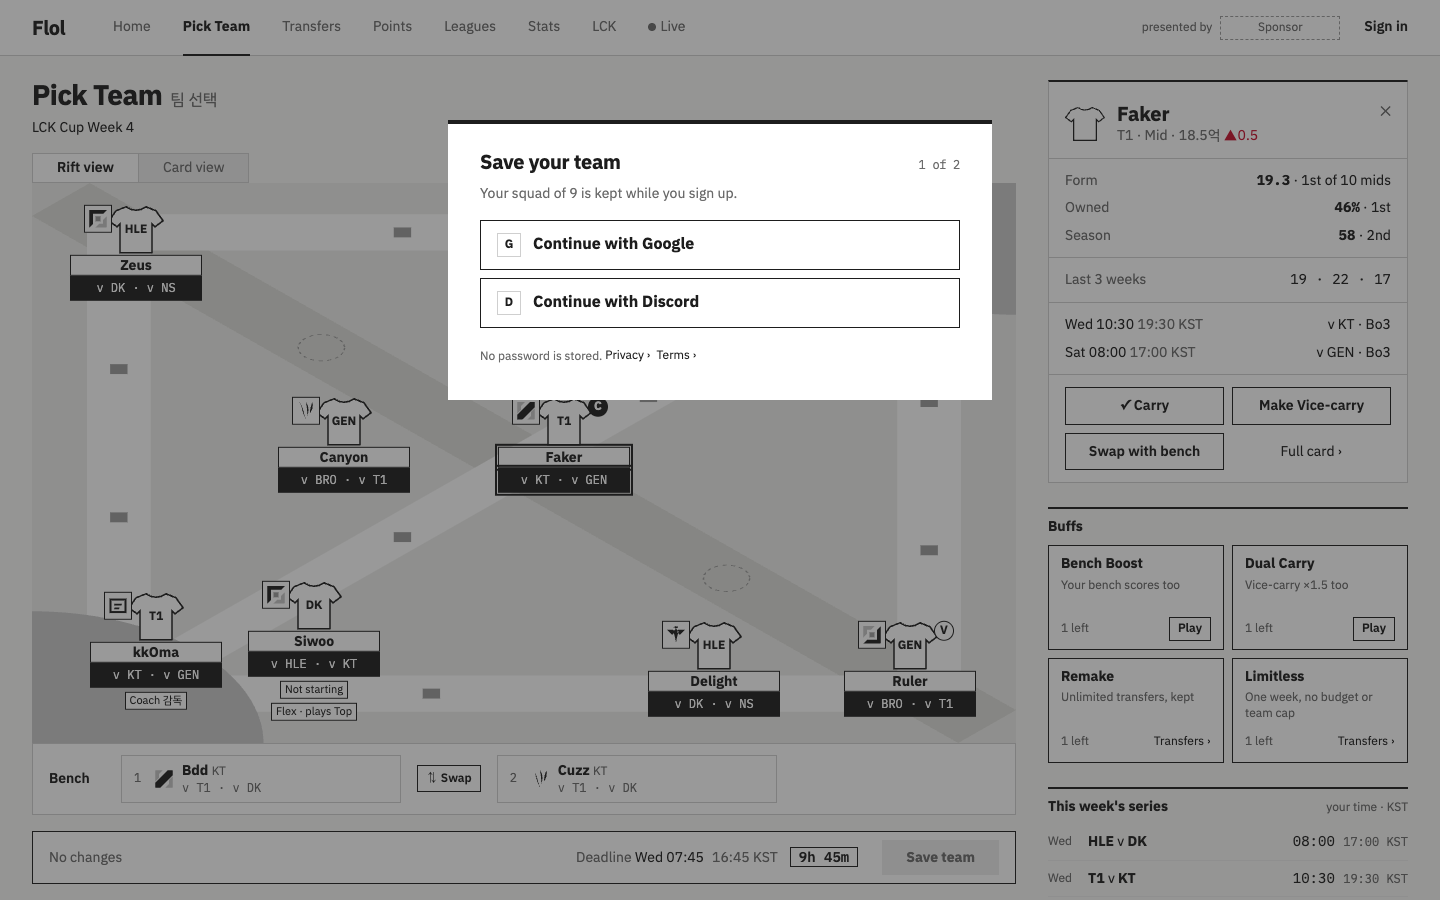 Flol
Home
Pick Team
Transfers
Points
Leagues
Stats
LCK
Live
presented by
Sponsor
Sign in
Pick Team 팀 선택
LCK Cup Week 4
Rift view
Card view
HLE
Zeus
v DK · v NS
GEN
Canyon
v BRO · v T1
T1
C
Faker
v KT · v GEN
T1
kkOma
v KT · v GEN
Coach 감독
DK
Siwoo
v HLE · v KT
Not starting
Flex · plays Top
HLE
Delight
v DK · v NS
GEN
V
Ruler
v BRO · v T1
Bench
1
Bdd KT
v T1 · v DK
⇅ Swap
2
Cuzz KT
v T1 · v DK
No changes
Deadline Wed 07:45 16:45 KST
9h 45m
Save team
Save your team
1 of 2
Your squad of 9 is kept while you sign up.
G
Continue with Google
D
Continue with Discord
No password is stored. Privacy › Terms ›
Faker
×
T1 · Mid · 18.5억 ▲0.5
Form
19.3 · 1st of 10 mids
Owned
46% · 1st
Season
58 · 2nd
Last 3 weeks
19 · 22 · 17
Wed 10:30 19:30 KST
v KT · Bo3
Sat 08:00 17:00 KST
v GEN · Bo3
✓ Carry
Make Vice-carry
Swap with bench
Full card ›
Buffs
Bench Boost
Your bench scores too
1 left
Play
Dual Carry
Vice-carry ×1.5 too
1 left
Play
Remake
Unlimited transfers, kept
1 left
Transfers ›
Limitless
One week, no budget or
team cap
1 left
Transfers ›
This week's series
your time · KST
Wed
HLE v DK
08:00 17:00 KST
Wed
T1 v KT
10:30 19:30 KST